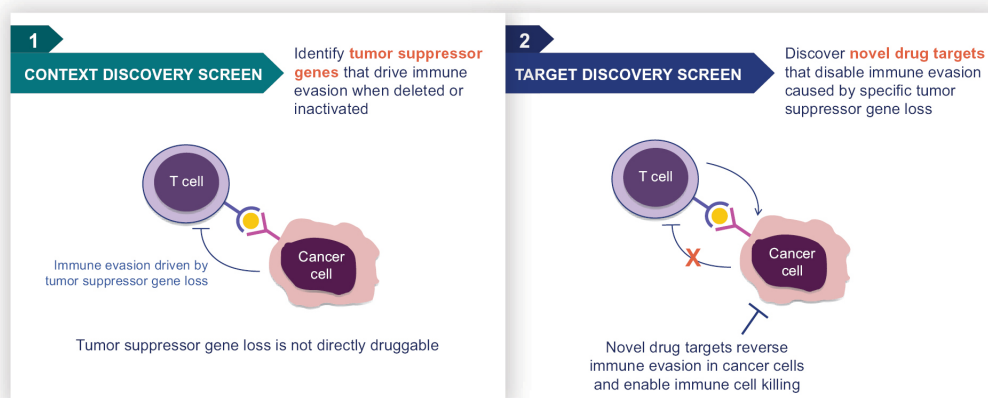 1
CONTEXT DISCOVERY SCREEN
Identify tumor suppressor
genes that drive immune
evasion when deleted or
inactivated
T cell
Cancer
cell
Immune evasion driven by
tumor suppressor gene loss
Tumor suppressor gene loss is not directly druggable
2
TARGET DISCOVERY SCREEN
Discover novel drug targets
that disable immune evasion
caused by specific tumor
suppressor gene loss
T cell
X
Cancer
cell
Novel drug targets reverse
immune evasion in cancer cells
and enable immune cell killing